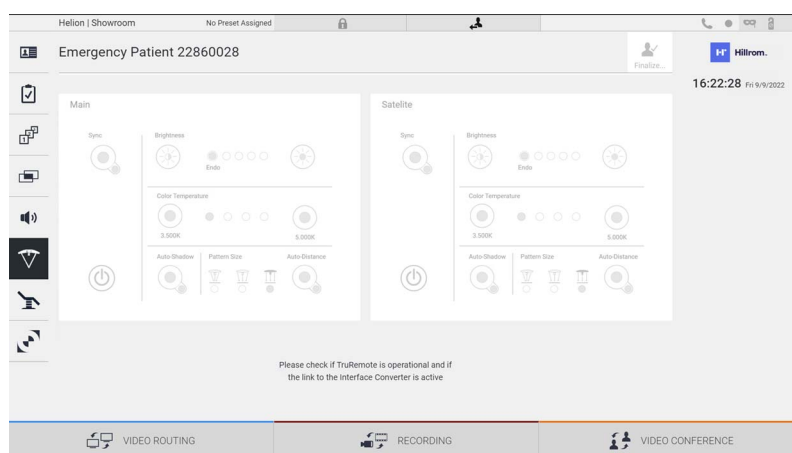 Helion | Showroom
No Preset Assigned
Emergency Patient 22860028
Finalize...
Hillrom.
16:22:28 Fri 9/9/2022
Main
Sync
Brightness
Endo
Color Temperature
3.500K
5.000K
Auto-Shadow
Pattern Size
Auto-Distance
Satelite
Sync
Brightness
Endo
Color Temperature
3.500K
5.000K
Auto-Shadow
Pattern Size
Auto-Distance
Please check if TruRemote is operational and if
the link to the Interface Converter is active
VIDEO ROUTING
RECORDING
VIDEO CONFERENCE